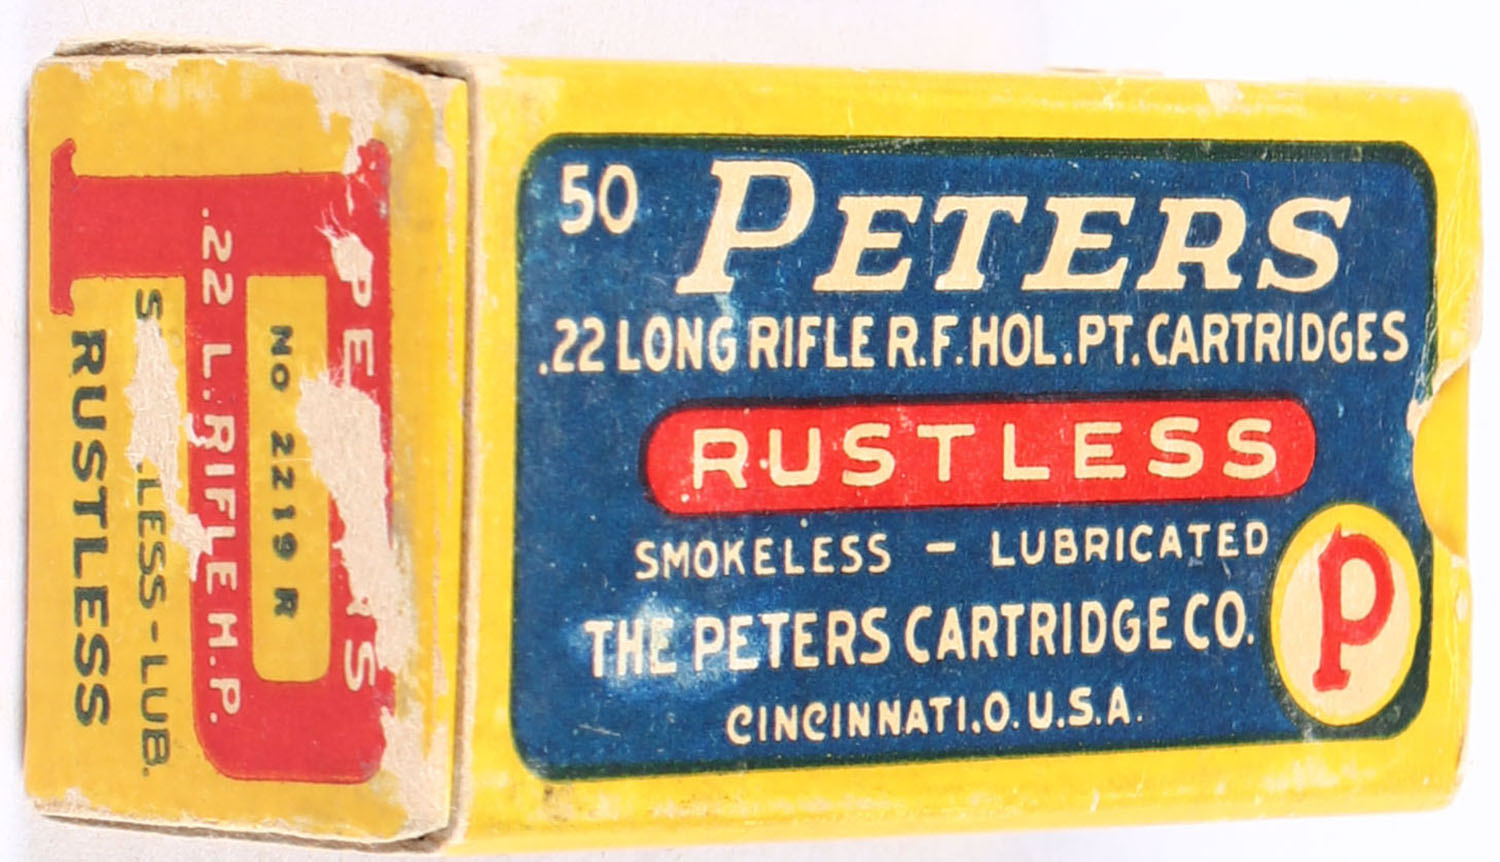 50 PETERS
.22 LONG RIFLE R.F. HOL. PT. CARTRIDGES
RUSTLESS
SMOKELESS - LUBRICATED
THE PETERS CARTRIDGE CO.
CINCINNATI.O. U.S.A.
P
P
NO 2219 R
.22 L. RIFLE H.P.
LESS-LUB.
RUSTLESS